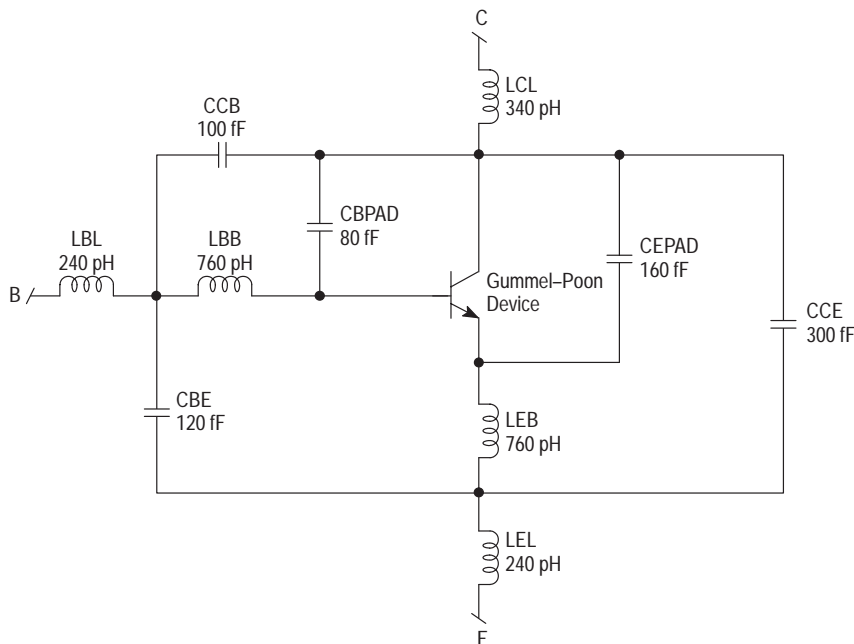 C
LCL
340 pH
CCB
100 fF
CBPAD
80 fF
CEPAD
160 fF
LBL
240 pH
LBB
760 pH
B
Gummel–Poon
Device
CCE
300 fF
CBE
120 fF
LEB
760 pH
LEL
240 pH
E